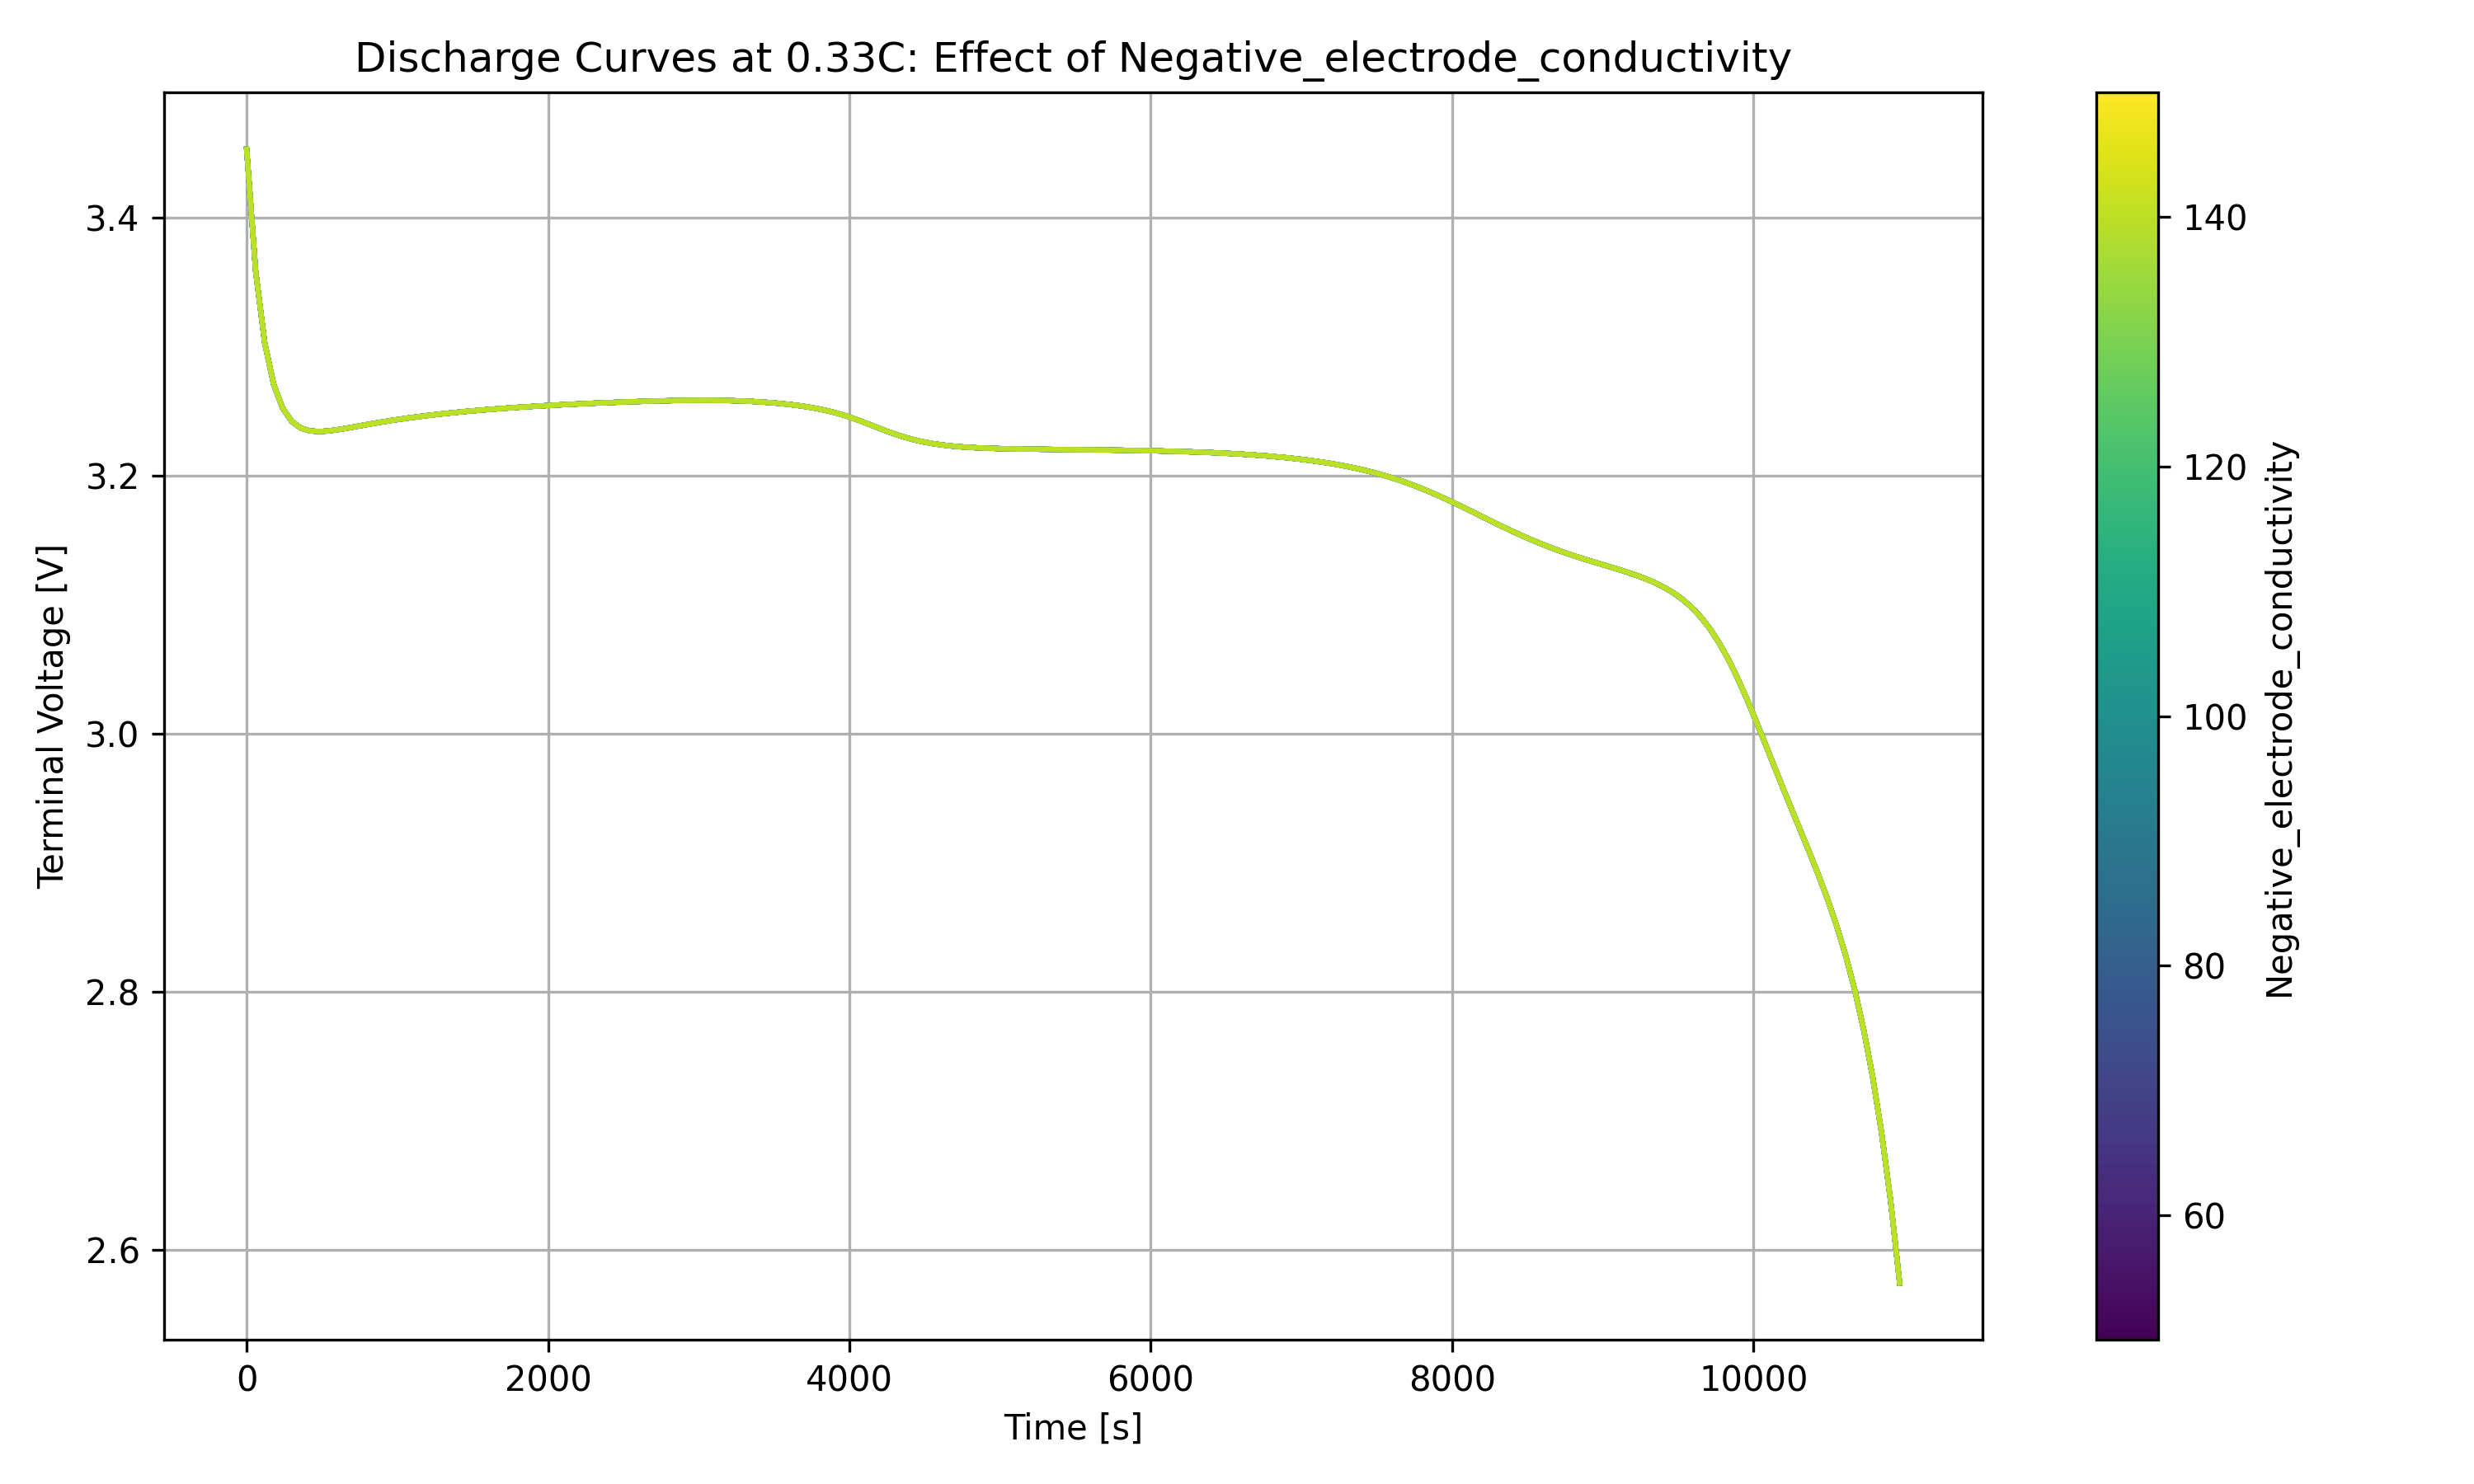 Discharge Curves at 0.33C: Effect of Negative_electrode_conductivity
Terminal Voltage [V]
3.4
3.2
3.0
2.8
2.6
0 2000 4000 6000 8000 10000
Time [s]
140
120
100
80
60
Negative_electrode_conductivity